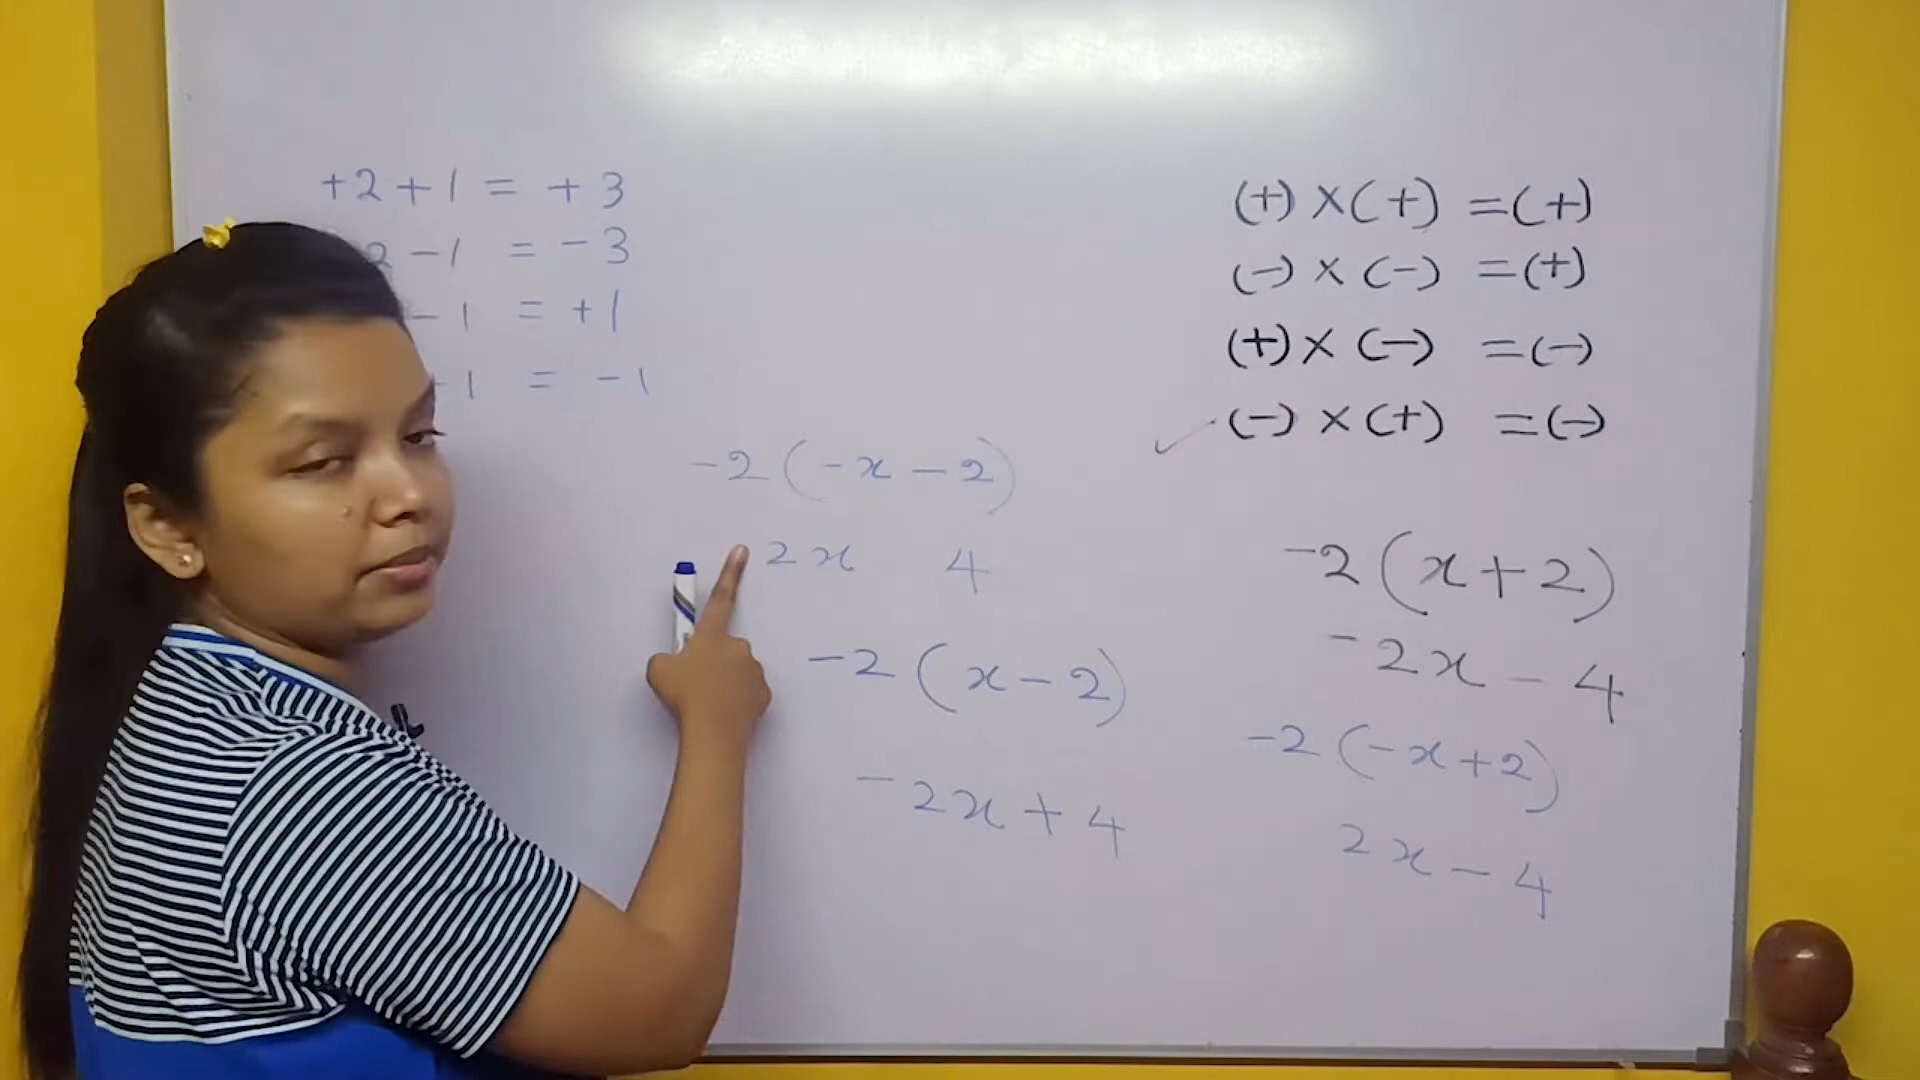 +2 + 1 = + 3
2 - 1 = - 3
- 1 = + 1
+ 1 = - 1
-2 ( -x - 2 )
2x 4
-2 ( x - 2 )
- 2x + 4
(+) × (+) = (+)
(-) × (-) = (+)
(+) × (-) = (-)
✓ (-) × (+) = (-)
-2 ( x + 2 )
- 2x - 4
-2 ( -x + 2 )
2x - 4